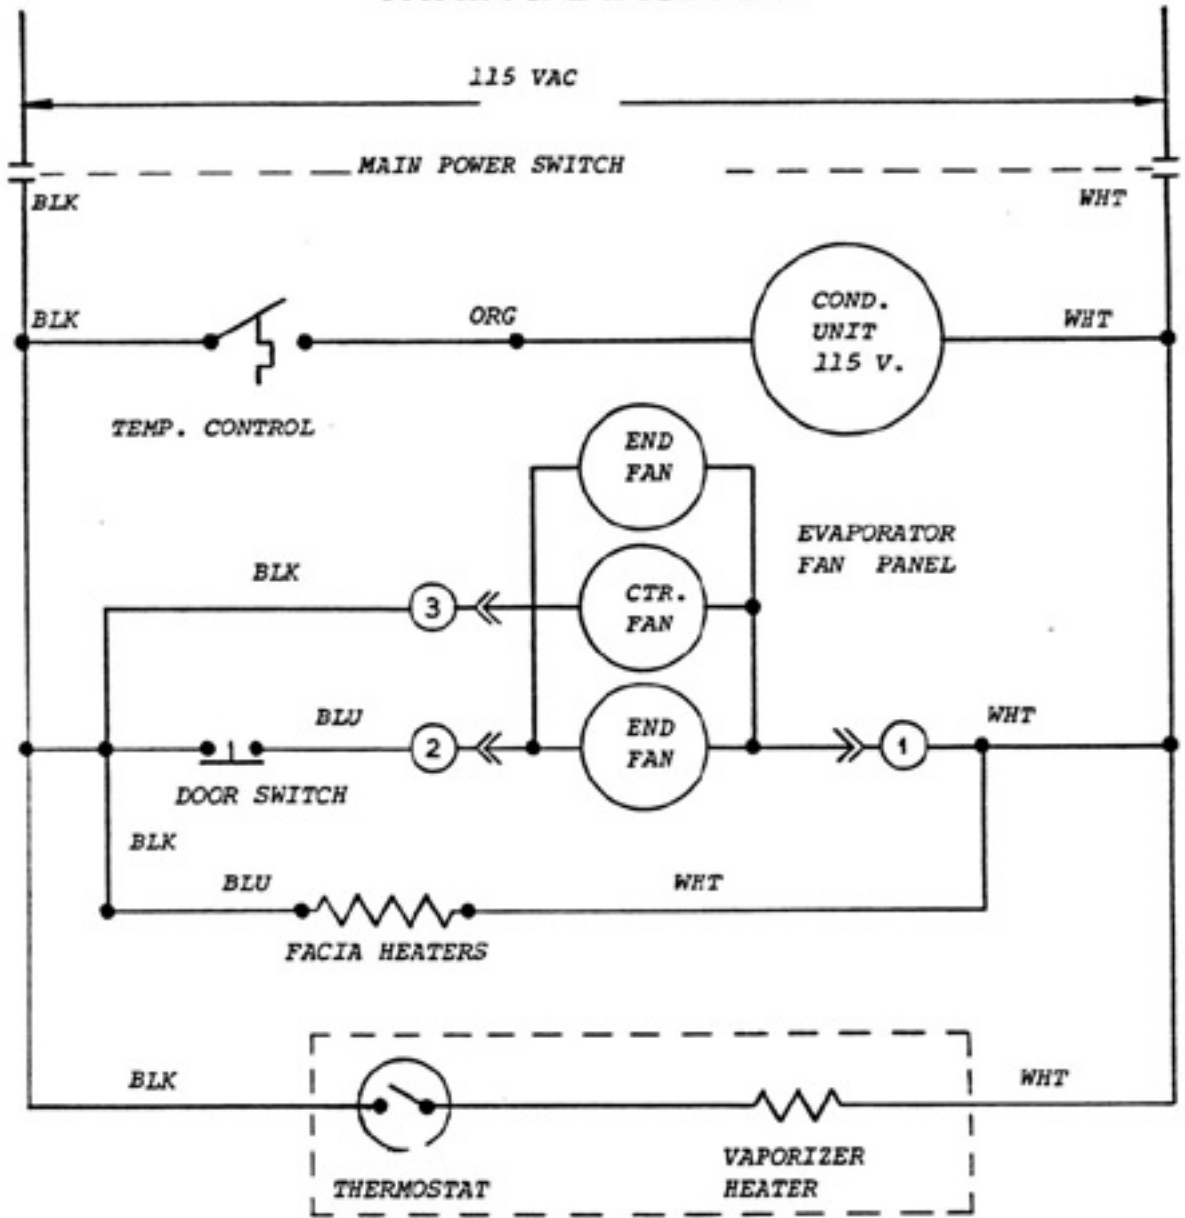 115 VAC
MAIN POWER SWITCH
BLK
WHT
BLK
ORG
COND.
UNIT
115 V.
WHT
TEMP. CONTROL
END
FAN
EVAPORATOR
FAN PANEL
BLK
3
CTR.
FAN
BLU
2
END
FAN
1
WHT
DOOR SWITCH
BLK
BLU
WHT
FACIA HEATERS
BLK
WHT
THERMOSTAT
VAPORIZER
HEATER